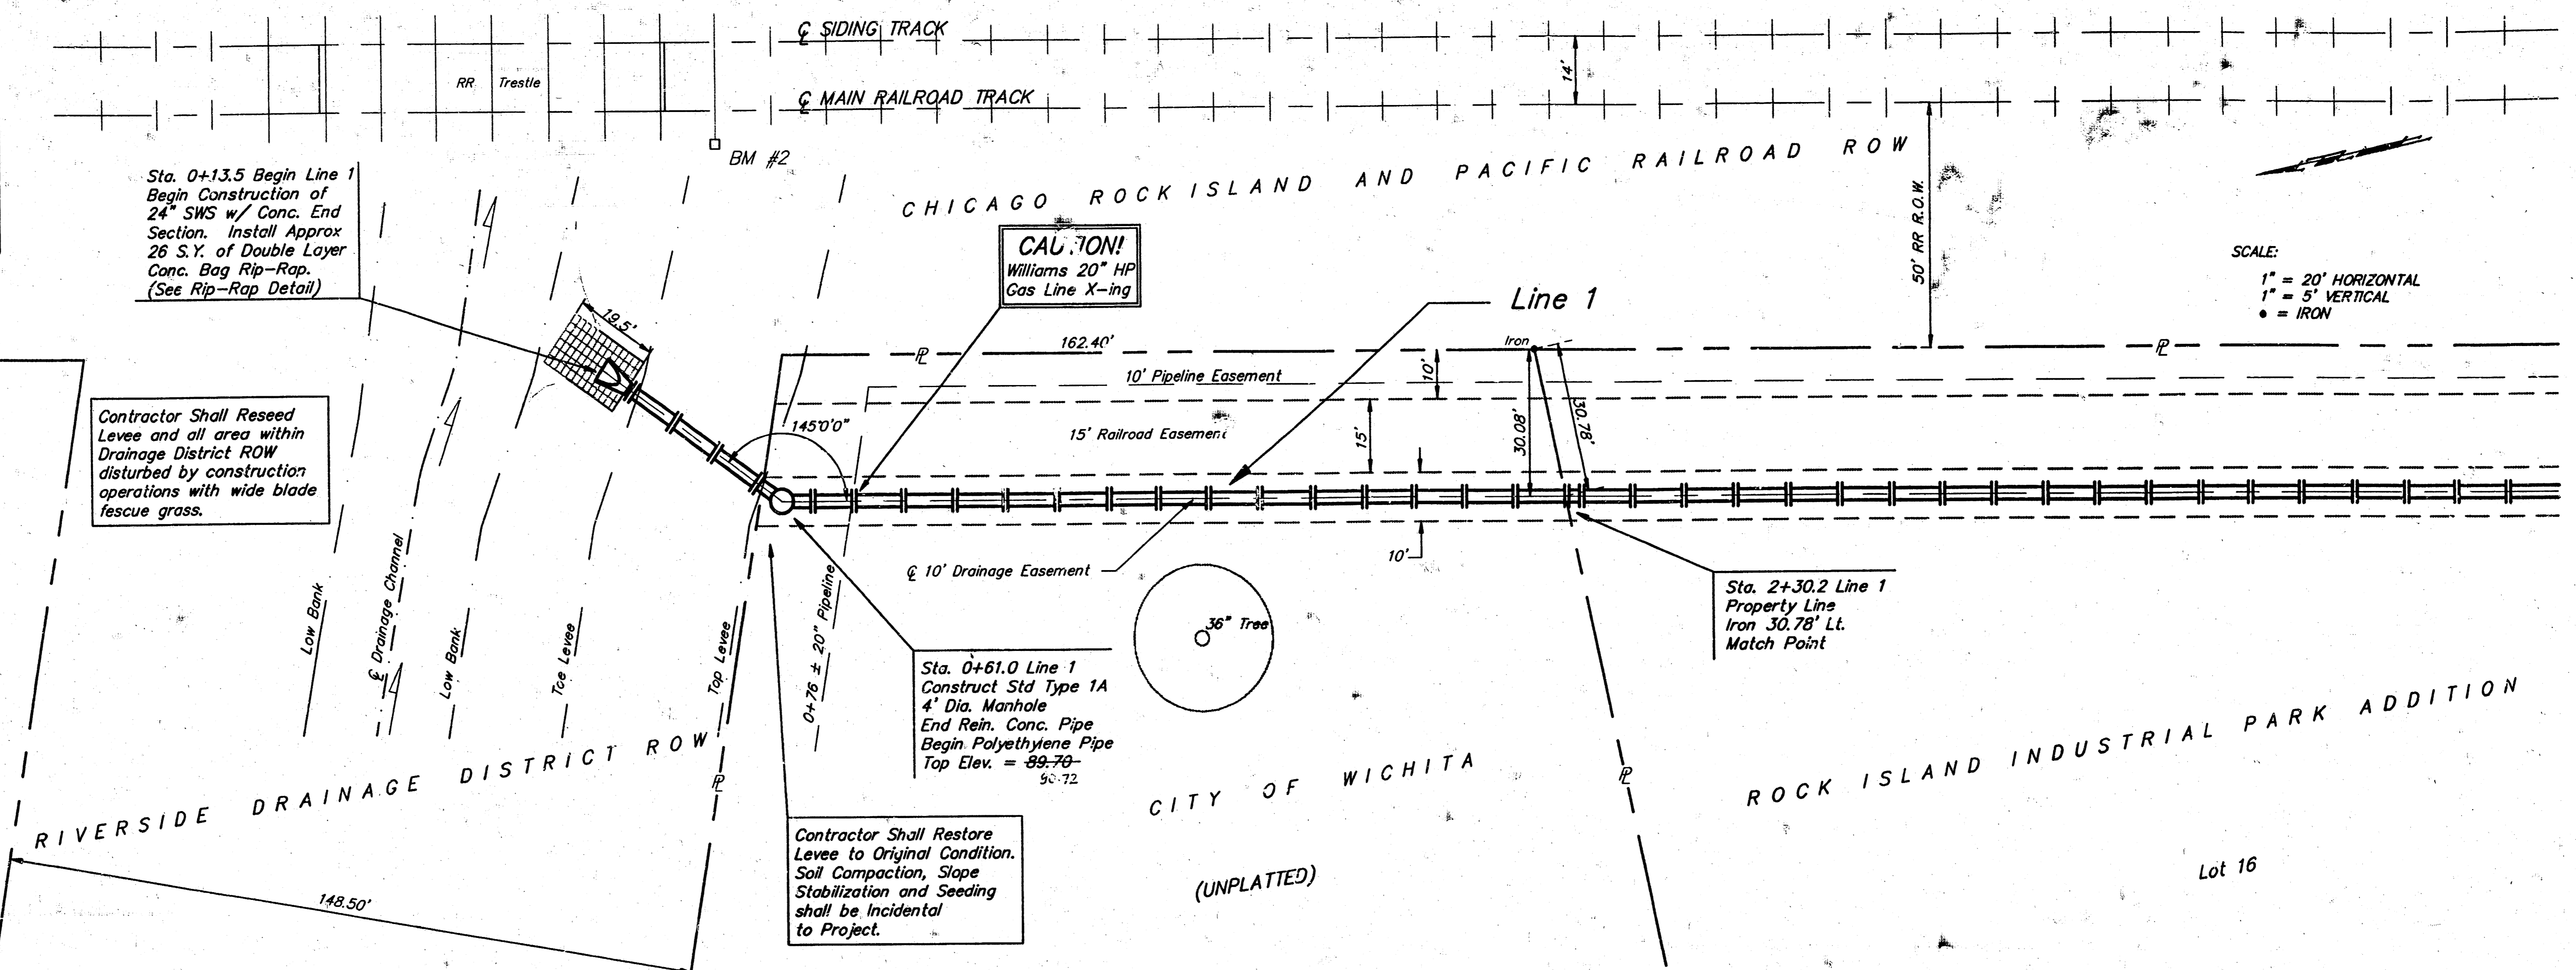 ℄ SIDING TRACK
RR Trestle
℄ MAIN RAILROAD TRACK
14'
BM #2
CHICAGO ROCK ISLAND AND PACIFIC RAILROAD ROW
50' RR R.O.W.
Sta. 0+13.5 Begin Line 1
Begin Construction of
24" SWS w/ Conc. End
Section. Install Approx
26 S.Y. of Double Layer
Conc. Bag Rip-Rap.
(See Rip-Rap Detail)
CAUTION!
Williams 20" HP
Gas Line X-ing
SCALE:
1" = 20' HORIZONTAL
1" = 5' VERTICAL
● = IRON
19.5'
Line 1
℄
162.40'
Iron
℄
10' Pipeline Easement
10'
15' Railroad Easement
15'
30.08'
30.78'
145°0'0"
Contractor Shall Reseed
Levee and all area within
Drainage District ROW
disturbed by construction
operations with wide blade
fescue grass.
10'
℄ 10' Drainage Easement
Low Bank
℄ Drainage Channel
Low Bank
Toe Levee
Top Levee
0+76 ± 20" Pipeline
36" Tree
Sta. 2+30.2 Line 1
Property Line
Iron 30.78' Lt.
Match Point
Sta. 0+61.0 Line 1
Construct Std Type 1A
4' Dia. Manhole
End Rein. Conc. Pipe
Begin Polyethylene Pipe
Top Elev. = 89.70
90.72
RIVERSIDE DRAINAGE DISTRICT ROW
PL
CITY OF WICHITA
PL
ROCK ISLAND INDUSTRIAL PARK ADDITION
Contractor Shall Restore
Levee to Original Condition.
Soil Compaction, Slope
Stabilization and Seeding
shall be Incidental
to Project.
(UNPLATTED)
Lot 16
148.50'